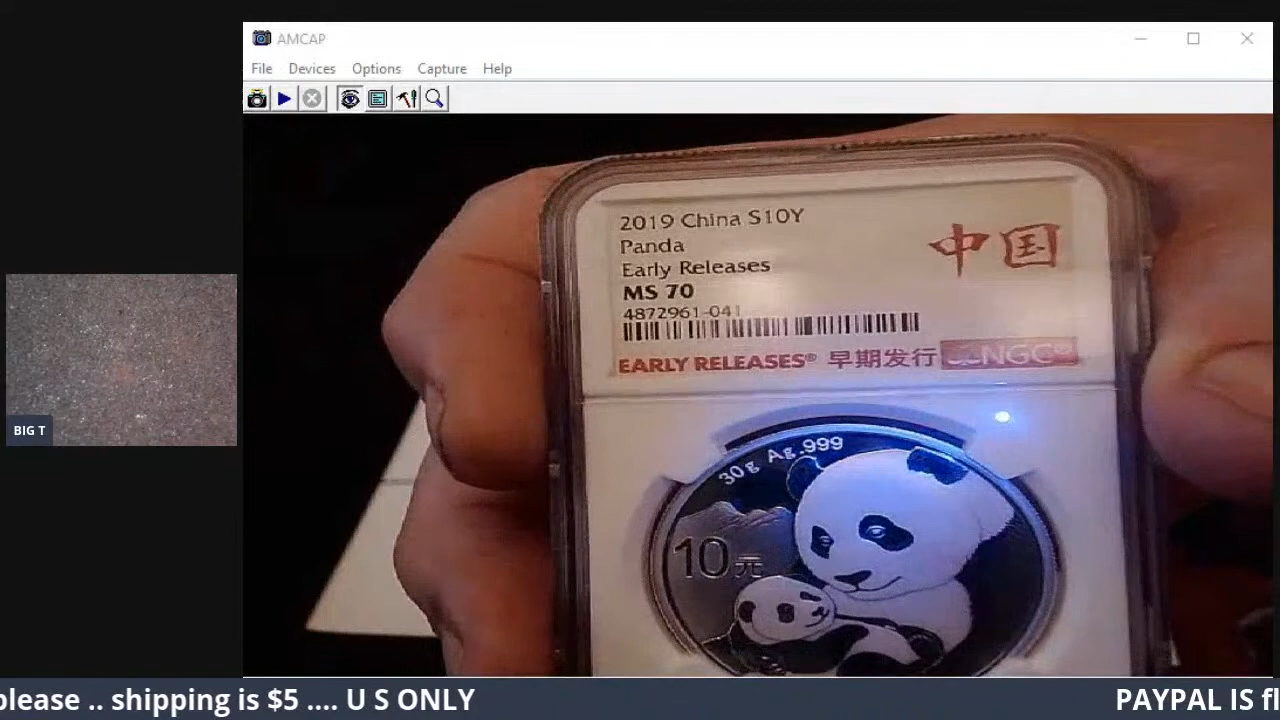 AMCAP
File Devices Options Capture Help
2019 China S10Y
Panda
Early Releases
MS 70
4872961-041
中国
EARLY RELEASES® 早期发行 NGC
30g Ag.999
10元
BIG T
please .. shipping is $5 .... U S ONLY
PAYPAL IS